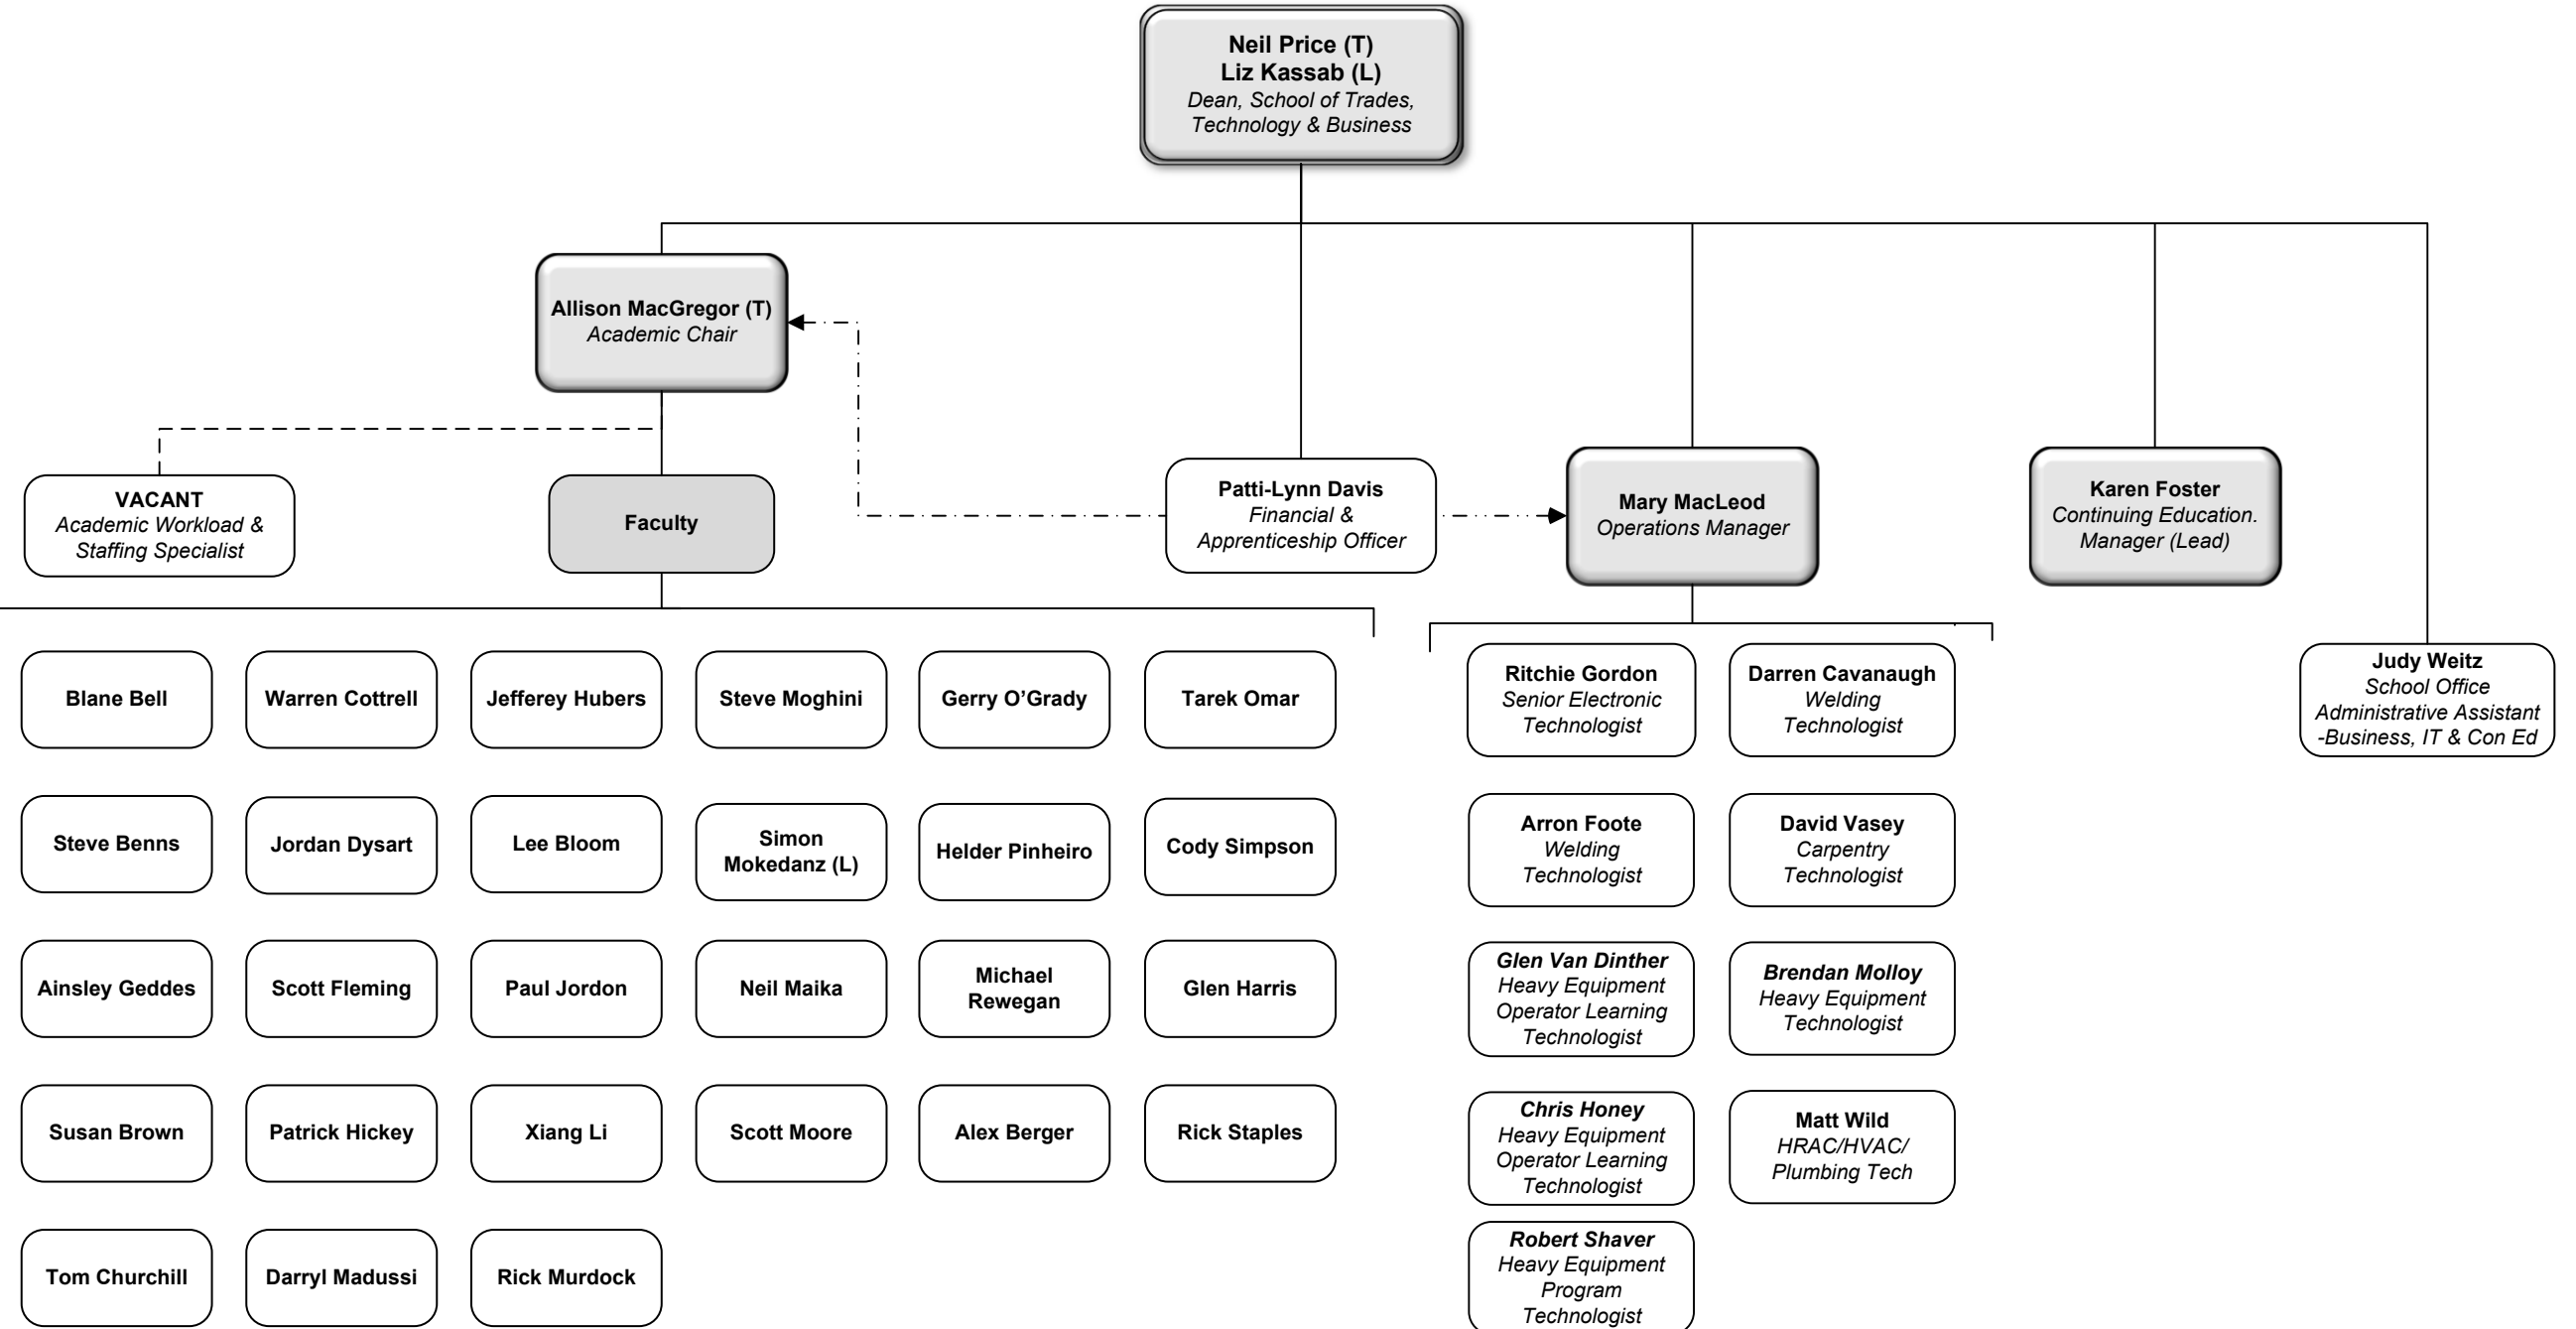 Neil Price (T)
Liz Kassab (L)
Dean, School of Trades,
Technology & Business
Allison MacGregor (T)
Academic Chair
VACANT
Academic Workload &
Staffing Specialist
Faculty
Patti-Lynn Davis
Financial &
Apprenticeship Officer
Mary MacLeod
Operations Manager
Karen Foster
Continuing Education.
Manager (Lead)
Judy Weitz
School Office
Administrative Assistant
-Business, IT & Con Ed
Blane Bell
Warren Cottrell
Jefferey Hubers
Steve Moghini
Gerry O’Grady
Tarek Omar
Steve Benns
Jordan Dysart
Lee Bloom
Simon
Mokedanz (L)
Helder Pinheiro
Cody Simpson
Ainsley Geddes
Scott Fleming
Paul Jordon
Neil Maika
Michael
Rewegan
Glen Harris
Susan Brown
Patrick Hickey
Xiang Li
Scott Moore
Alex Berger
Rick Staples
Tom Churchill
Darryl Madussi
Rick Murdock
Ritchie Gordon
Senior Electronic
Technologist
Darren Cavanaugh
Welding
Technologist
Arron Foote
Welding
Technologist
David Vasey
Carpentry
Technologist
Glen Van Dinther
Heavy Equipment
Operator Learning
Technologist
Brendan Molloy
Heavy Equipment
Technologist
Chris Honey
Heavy Equipment
Operator Learning
Technologist
Matt Wild
HRAC/HVAC/
Plumbing Tech
Robert Shaver
Heavy Equipment
Program
Technologist